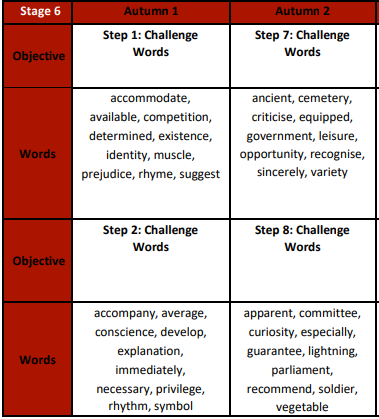 Stage 6
Autumn 1
Autumn 2
Objective
Step 1: Challenge
Words
Step 7: Challenge
Words
Words
accommodate,
available, competition,
determined, existence,
identity, muscle,
prejudice, rhyme, suggest
ancient, cemetery,
criticise, equipped,
government, leisure,
opportunity, recognise,
sincerely, variety
Objective
Step 2: Challenge
Words
Step 8: Challenge
Words
Words
accompany, average,
conscience, develop,
explanation,
immediately,
necessary, privilege,
rhythm, symbol
apparent, committee,
curiosity, especially,
guarantee, lightning,
parliament,
recommend, soldier,
vegetable